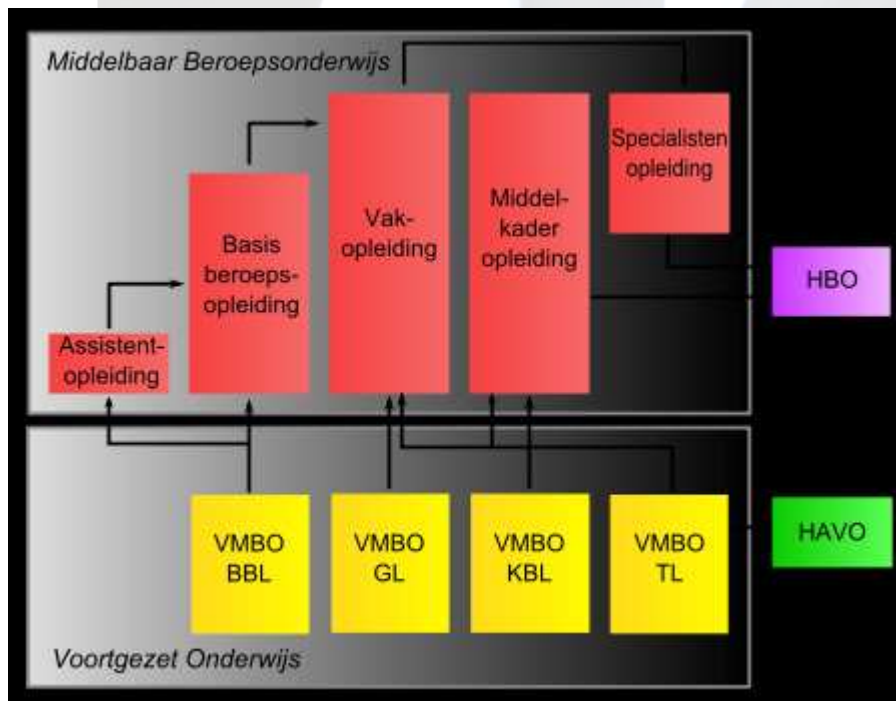 Middelbaar Beroepsonderwijs
Assistent-
opleiding
Basis
beroeps-
opleiding
Vak-
opleiding
Middel-
kader
opleiding
Specialisten
opleiding
HBO
VMBO
BBL
VMBO
GL
VMBO
KBL
VMBO
TL
HAVO
Voortgezet Onderwijs